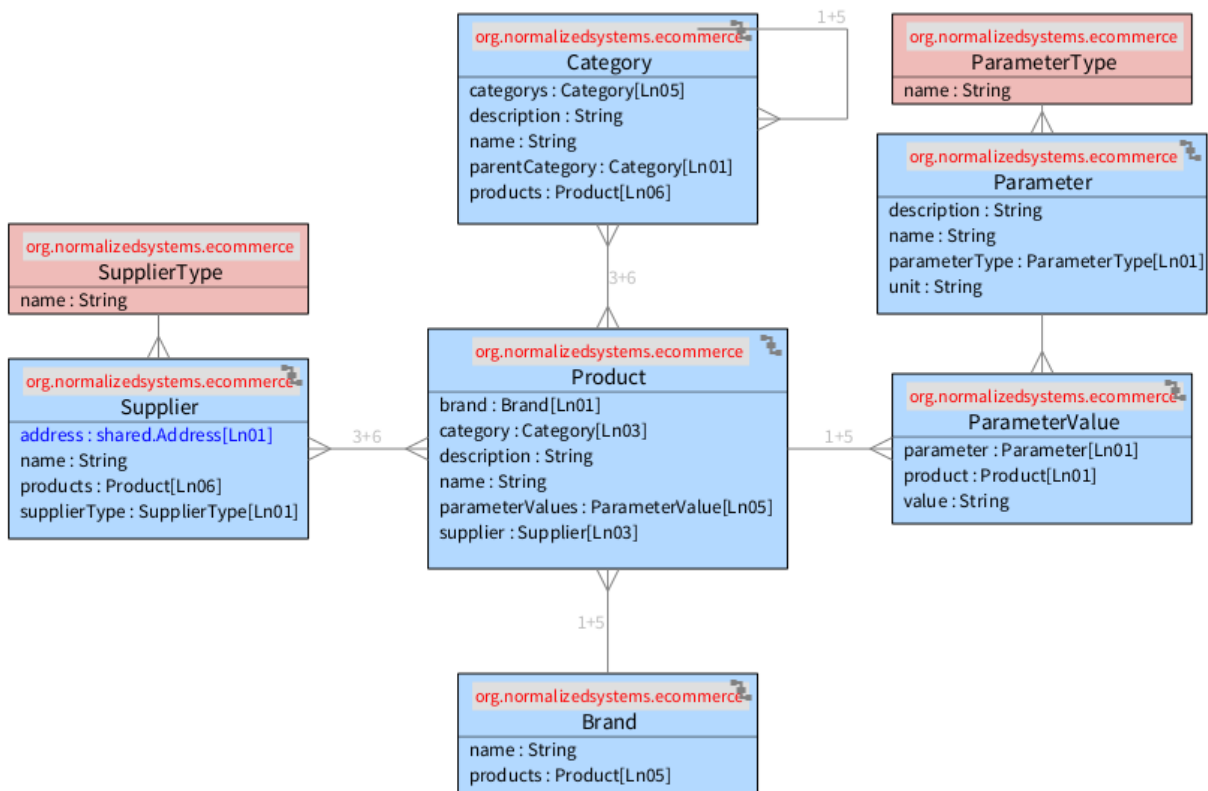 1+5
org.normalizedsystems.ecommerce
Category
categorys : Category[Ln05]
description : String
name : String
parentCategory : Category[Ln01]
products : Product[Ln06]
org.normalizedsystems.ecommerce
ParameterType
name : String
org.normalizedsystems.ecommerce
Parameter
description : String
name : String
parameterType : ParameterType[Ln01]
unit : String
org.normalizedsystems.ecommerce
SupplierType
name : String
3+6
org.normalizedsystems.ecommerce
Supplier
address : shared.Address[Ln01]
name : String
products : Product[Ln06]
supplierType : SupplierType[Ln01]
3+6
org.normalizedsystems.ecommerce
Product
brand : Brand[Ln01]
category : Category[Ln03]
description : String
name : String
parameterValues : ParameterValue[Ln05]
supplier : Supplier[Ln03]
1+5
org.normalizedsystems.ecommerce
ParameterValue
parameter : Parameter[Ln01]
product : Product[Ln01]
value : String
1+5
org.normalizedsystems.ecommerce
Brand
name : String
products : Product[Ln05]